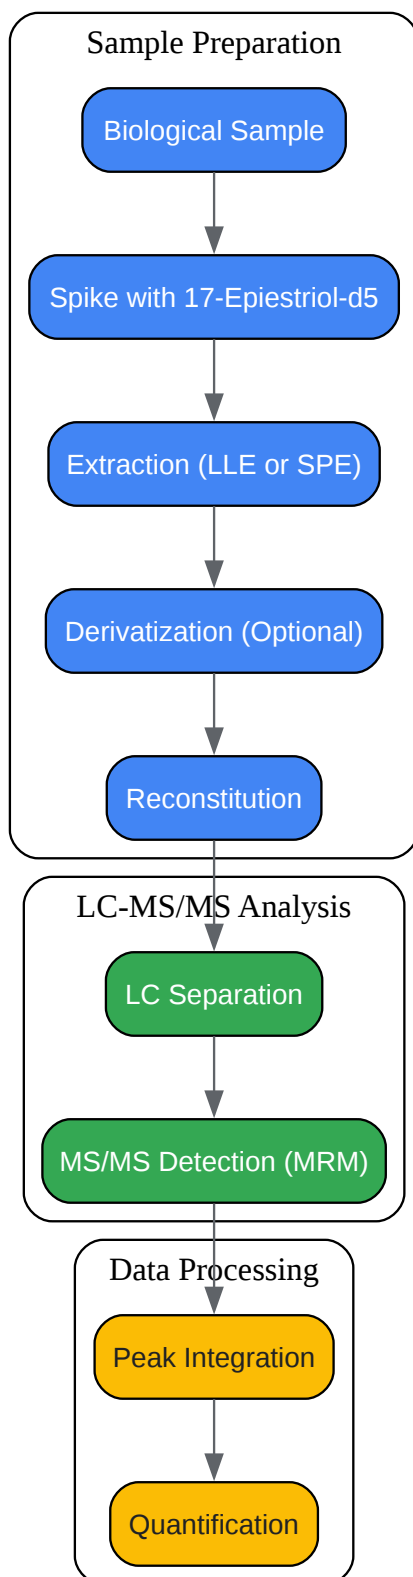 Sample Preparation
Biological Sample
Spike with 17-Epiestriol-d5
Extraction (LLE or SPE)
Derivatization (Optional)
Reconstitution
LC-MS/MS Analysis
LC Separation
MS/MS Detection (MRM)
Data Processing
Peak Integration
Quantification